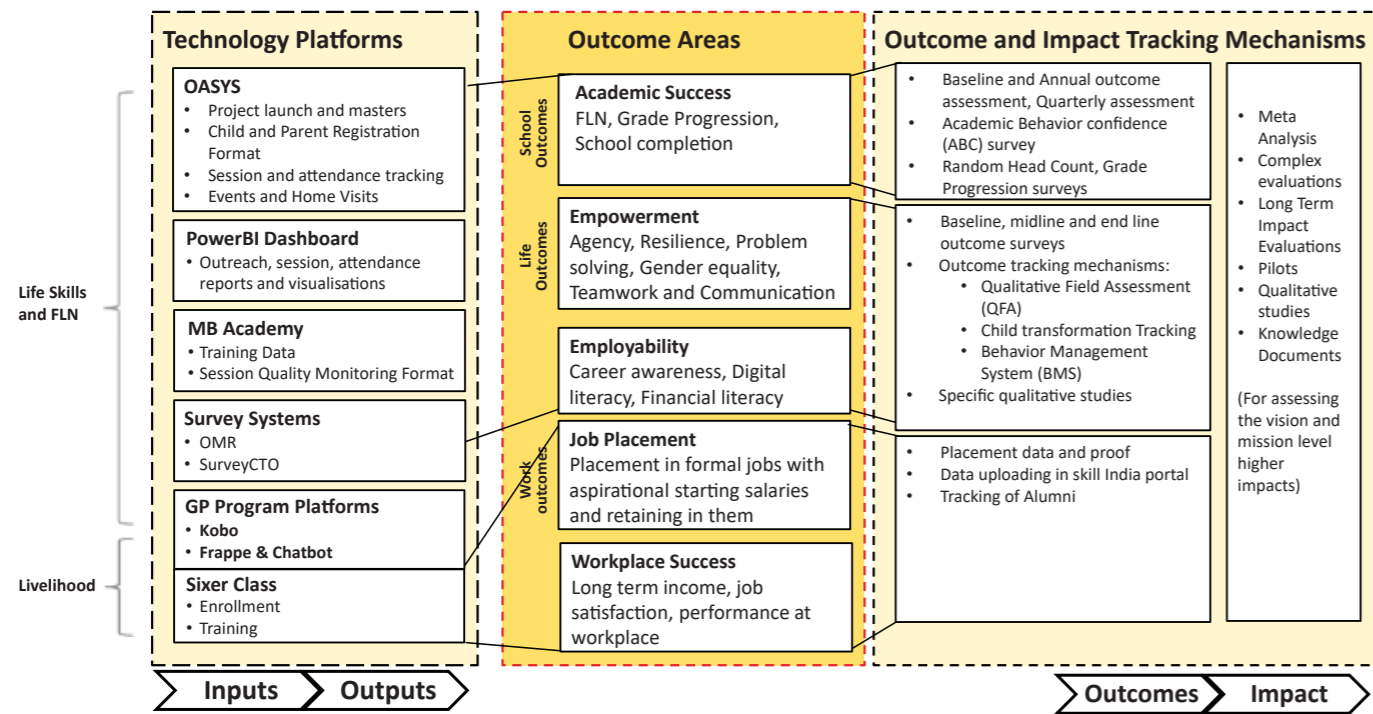 Technology Platforms
Life Skills
and FLN
Livelihood
OASYS
• Project launch and masters
• Child and Parent Registration
Format
• Session and attendance tracking
• Events and Home Visits
PowerBI Dashboard
• Outreach, session, attendance
reports and visualisations
MB Academy
• Training Data
• Session Quality Monitoring Format
Survey Systems
• OMR
• SurveyCTO
GP Program Platforms
• Kobo
• Frappe & Chatbot
Sixer Class
• Enrollment
• Training
Inputs
Outputs
Outcome Areas
School
Outcomes
Academic Success
FLN, Grade Progression,
School completion
Life
Outcomes
Empowerment
Agency, Resilience, Problem
solving, Gender equality,
Teamwork and Communication
Employability
Career awareness, Digital
literacy, Financial literacy
Work
outcomes
Job Placement
Placement in formal jobs with
aspirational starting salaries
and retaining in them
Workplace Success
Long term income, job
satisfaction, performance at
workplace
Outcome and Impact Tracking Mechanisms
• Baseline and Annual outcome
assessment, Quarterly assessment
• Academic Behavior confidence
(ABC) survey
• Random Head Count, Grade
Progression surveys
• Baseline, midline and end line
outcome surveys
• Outcome tracking mechanisms:
• Qualitative Field Assessment
(QFA)
• Child transformation Tracking
• Behavior Management
System (BMS)
• Specific qualitative studies
• Placement data and proof
• Data uploading in skill India portal
• Tracking of Alumni
• Meta
Analysis
• Complex
evaluations
• Long Term
Impact
Evaluations
• Pilots
• Qualitative
studies
• Knowledge
Documents
(For assessing
the vision and
mission level
higher
impacts)
Outcomes
Impact